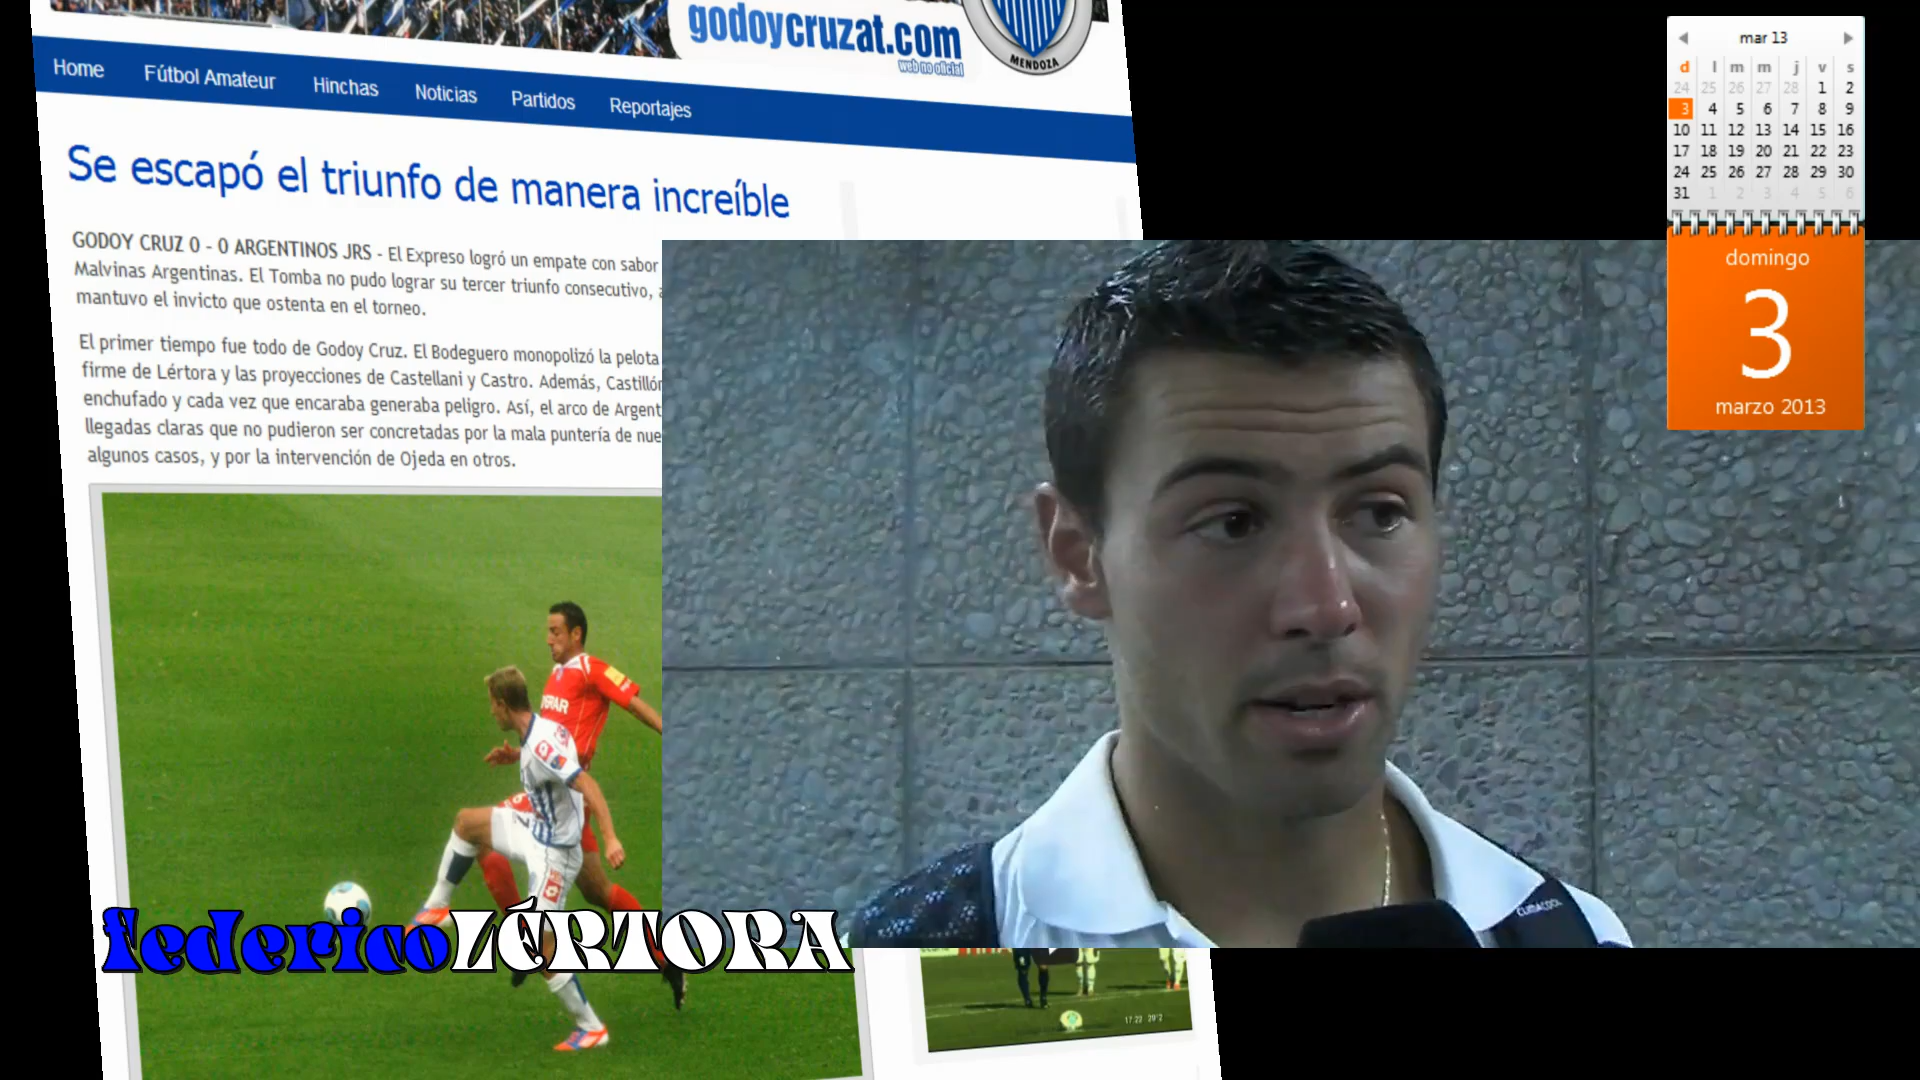 godoycruzat.com
web no oficial
MENDOZA
Home Fútbol Amateur Hinchas Noticias Partidos Reportajes
Se escapó el triunfo de manera increíble
GODOY CRUZ 0 - 0 ARGENTINOS JRS - El Expreso logró un empate con sabor
Malvinas Argentinas. El Tomba no pudo lograr su tercer triunfo consecutivo,
mantuvo el invicto que ostenta en el torneo.
El primer tiempo fue todo de Godoy Cruz. El Bodeguero monopolizó la pelota
firme de Lértora y las proyecciones de Castellani y Castro. Además, Castillón
enchufado y cada vez que encaraba generaba peligro. Así, el arco de Argent
llegadas claras que no pudieron ser concretadas por la mala puntería de nue
algunos casos, y por la intervención de Ojeda en otros.
mar 13
d l m m j v s
24 25 26 27 28 1 2
3 4 5 6 7 8 9
10 11 12 13 14 15 16
17 18 19 20 21 22 23
24 25 26 27 28 29 30
31 1 2 3 4 5 6
domingo
3
marzo 2013
CLIMACOOL
federicoLÉRTORA
17:22 29°2